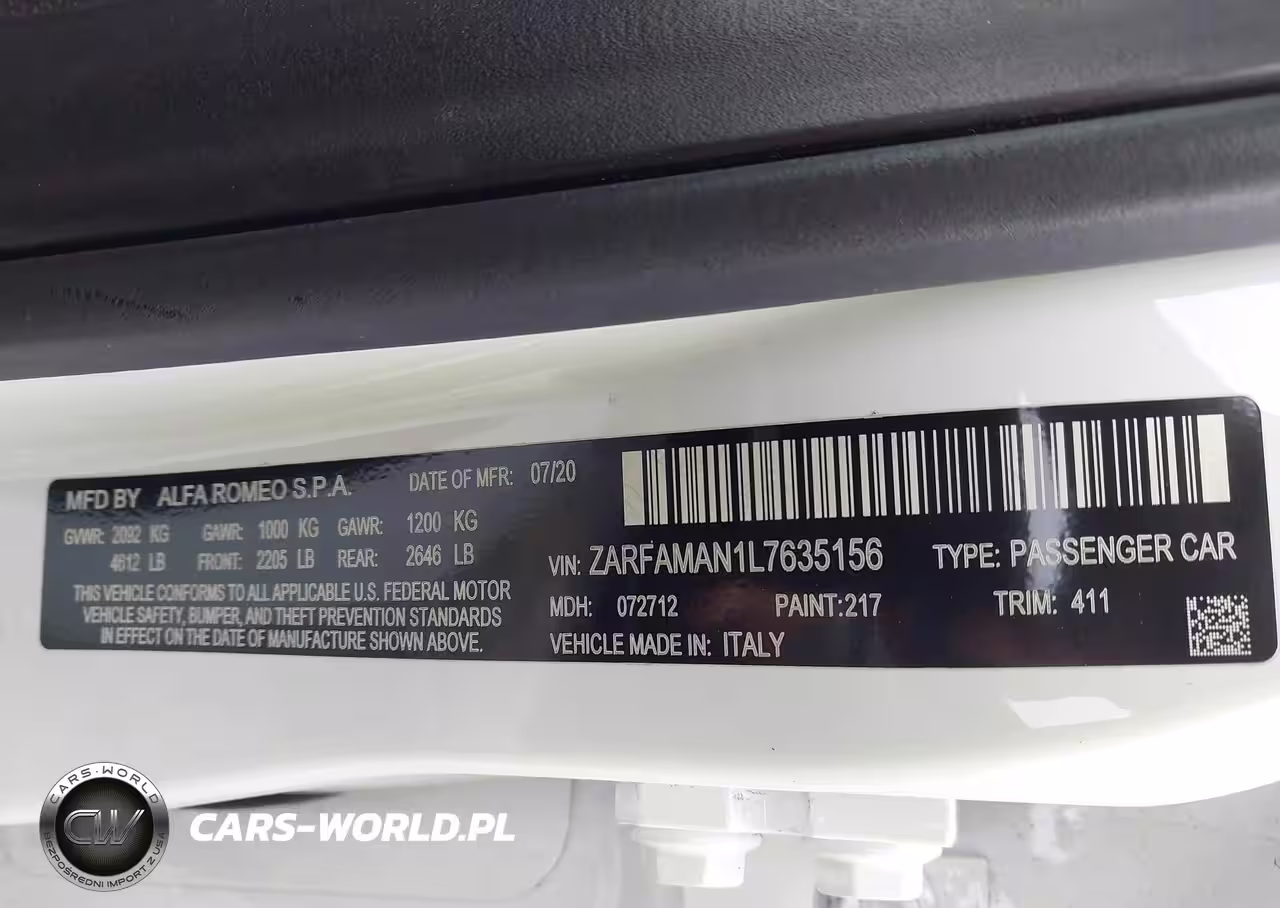 MFD BY ALFA ROMEO S.P.A. DATE OF MFR: 07/20
GVWR: 2092 KG GAWR: 1000 KG GAWR: 1200 KG
4612 LB FRONT: 2205 LB REAR: 2646 LB
THIS VEHICLE CONFORMS TO ALL APPLICABLE U.S. FEDERAL MOTOR
VEHICLE SAFETY, BUMPER, AND THEFT PREVENTION STANDARDS
IN EFFECT ON THE DATE OF MANUFACTURE SHOWN ABOVE.
VIN: ZARFAMAN1L7635156 TYPE: PASSENGER CAR
MDH: 072712 PAINT:217 TRIM: 411
VEHICLE MADE IN: ITALY
CARS-WORLD
CW
BEZPOŚREDNI IMPORT Z USA
CARS-WORLD.PL